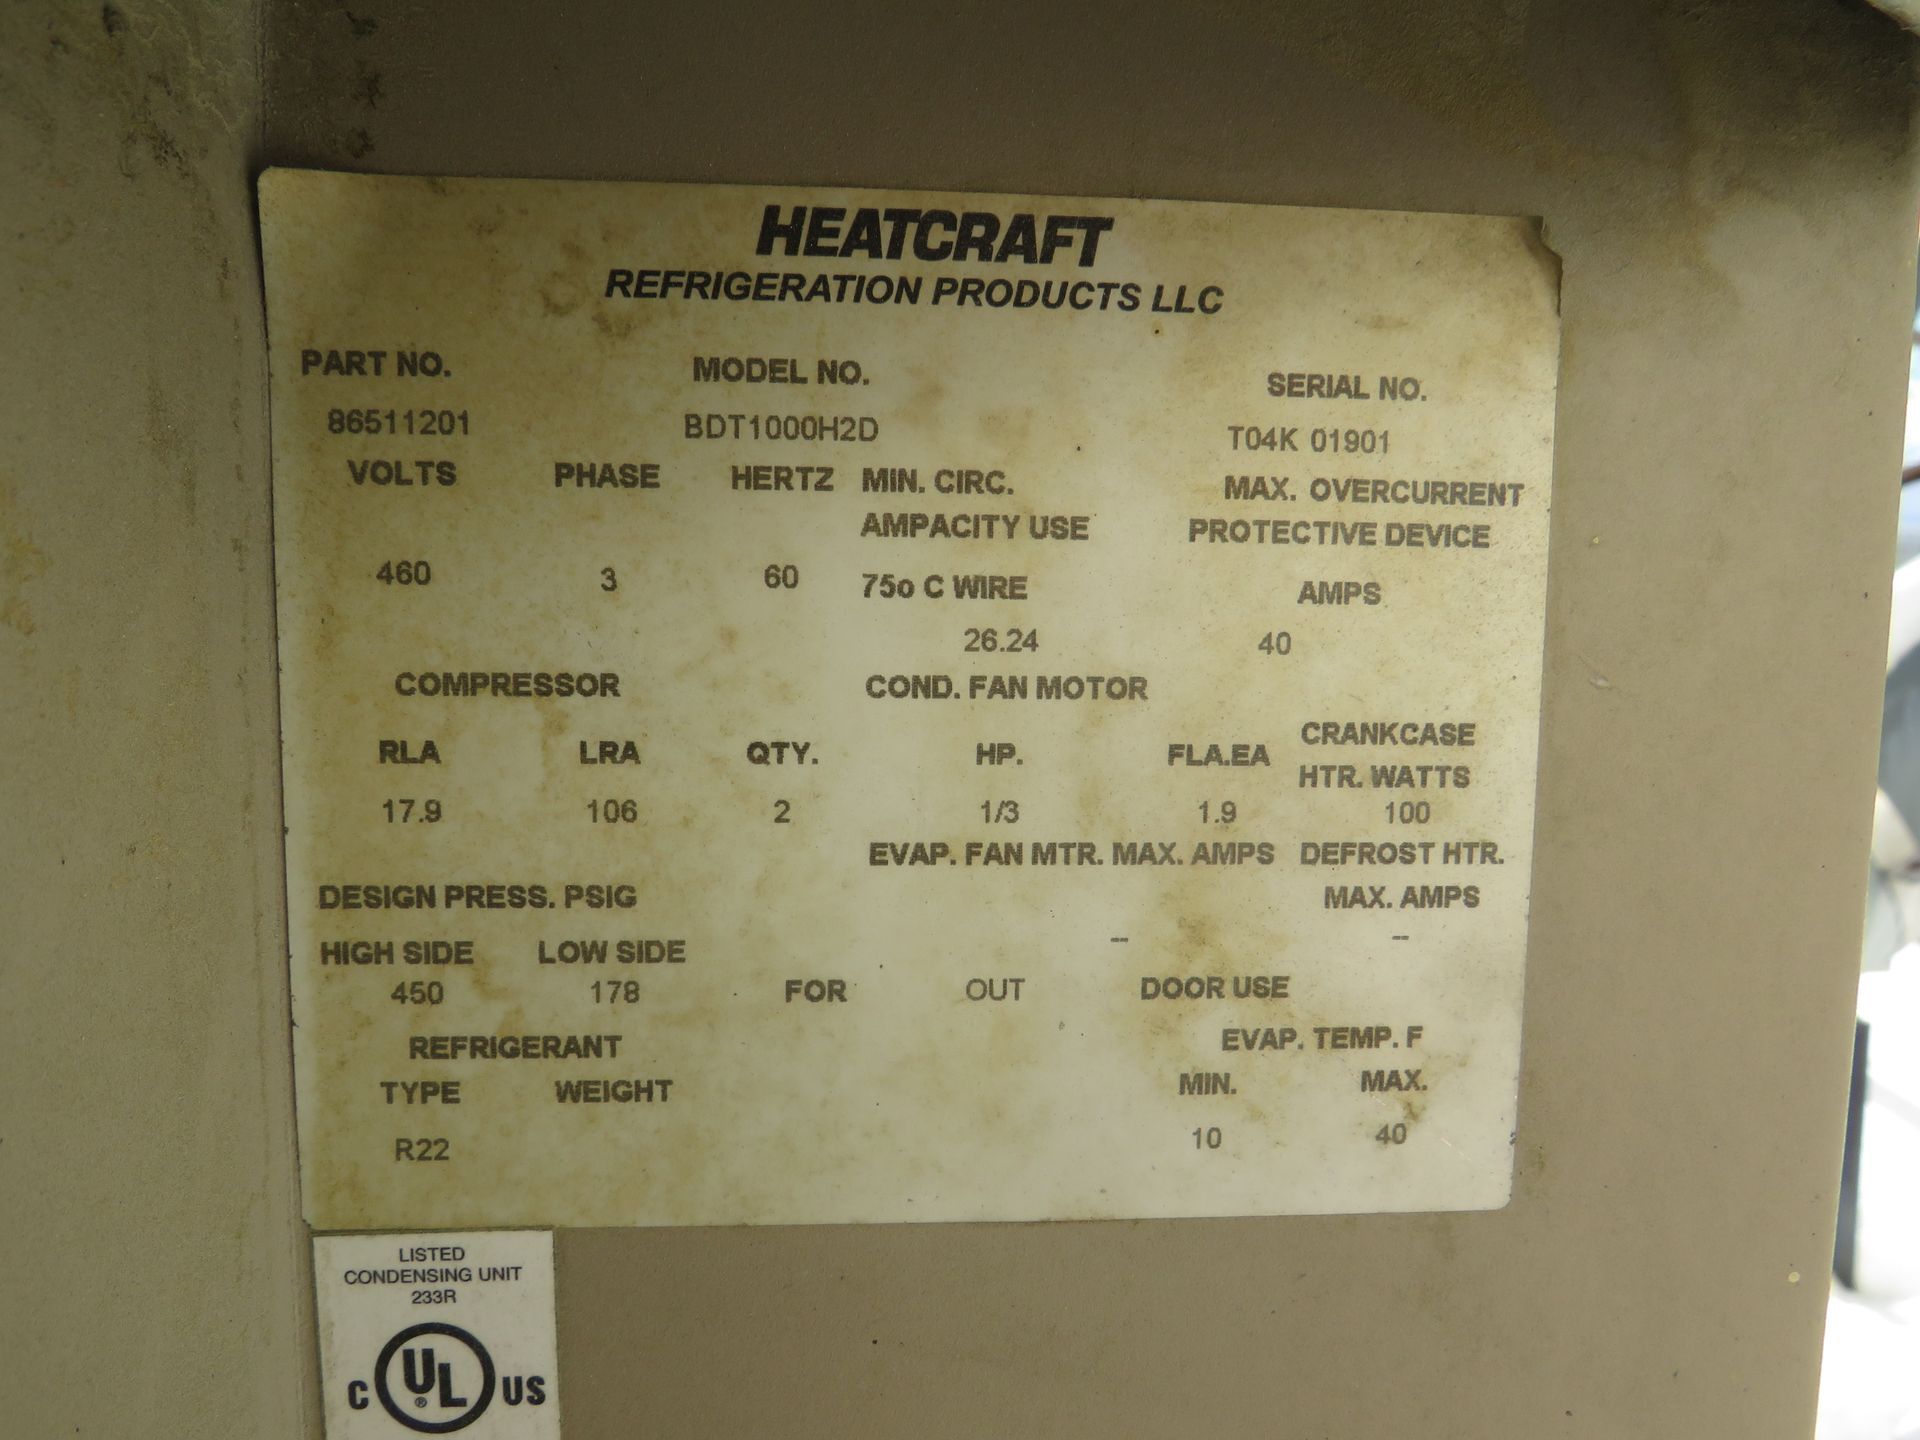 HEATCRAFT
REFRIGERATION PRODUCTS LLC
PART NO. MODEL NO. SERIAL NO.
86511201 BDT1000H2D T04K 01901
VOLTS PHASE HERTZ MIN. CIRC. MAX. OVERCURRENT
AMPACITY USE PROTECTIVE DEVICE
460 3 60 75o C WIRE AMPS
26.24 40
COMPRESSOR COND. FAN MOTOR
CRANKCASE
RLA LRA QTY. HP. FLA.EA HTR. WATTS
17.9 106 2 1/3 1.9 100
EVAP. FAN MTR. MAX. AMPS DEFROST HTR.
DESIGN PRESS. PSIG MAX. AMPS
-- --
HIGH SIDE LOW SIDE
450 178 FOR OUT DOOR USE
REFRIGERANT EVAP. TEMP. F
TYPE WEIGHT MIN. MAX.
R22 10 40
LISTED
CONDENSING UNIT
233R
C UL ® US